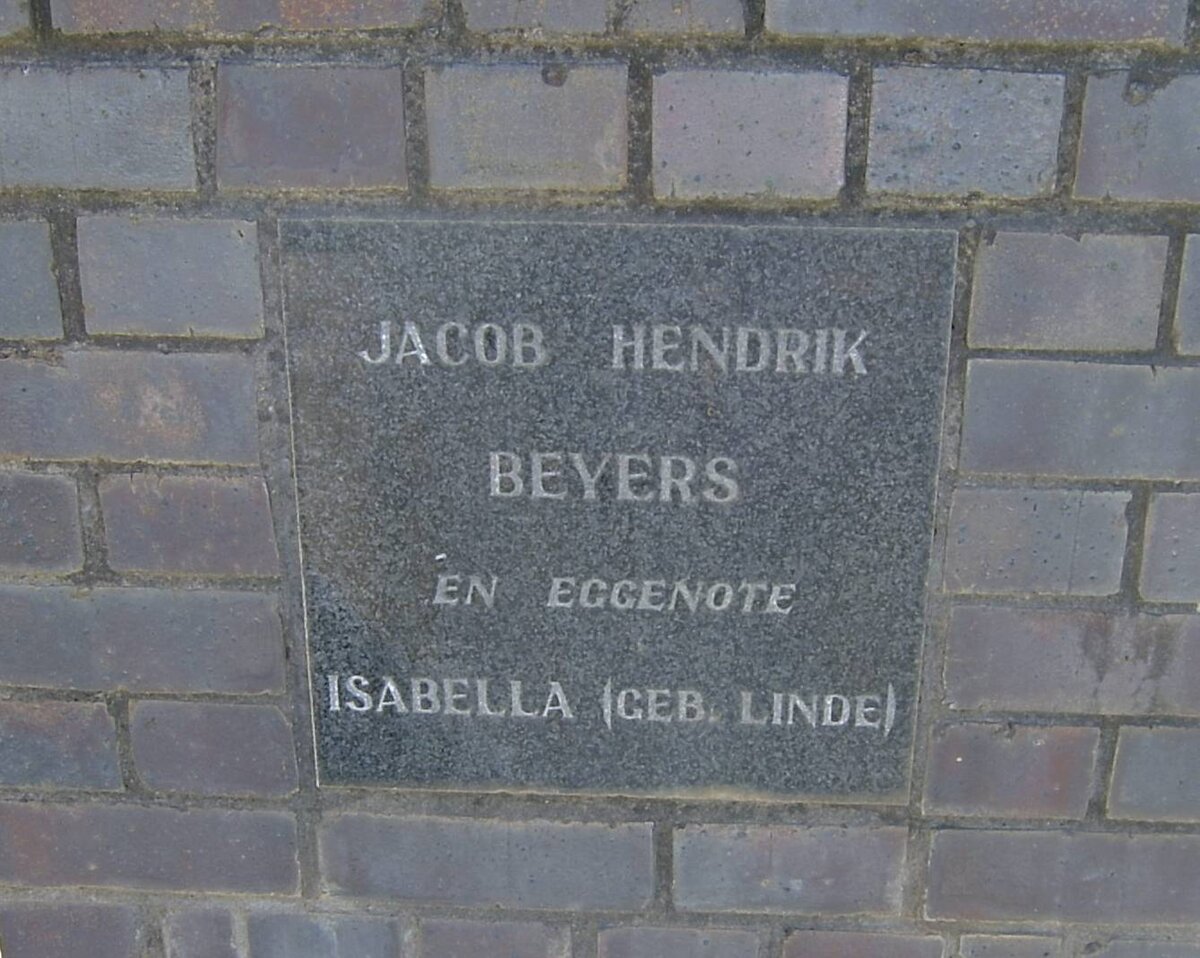 JACOB HENDRIK
BEYERS
EN EGGENOTE
ISABELLA (GEB. LINDE)